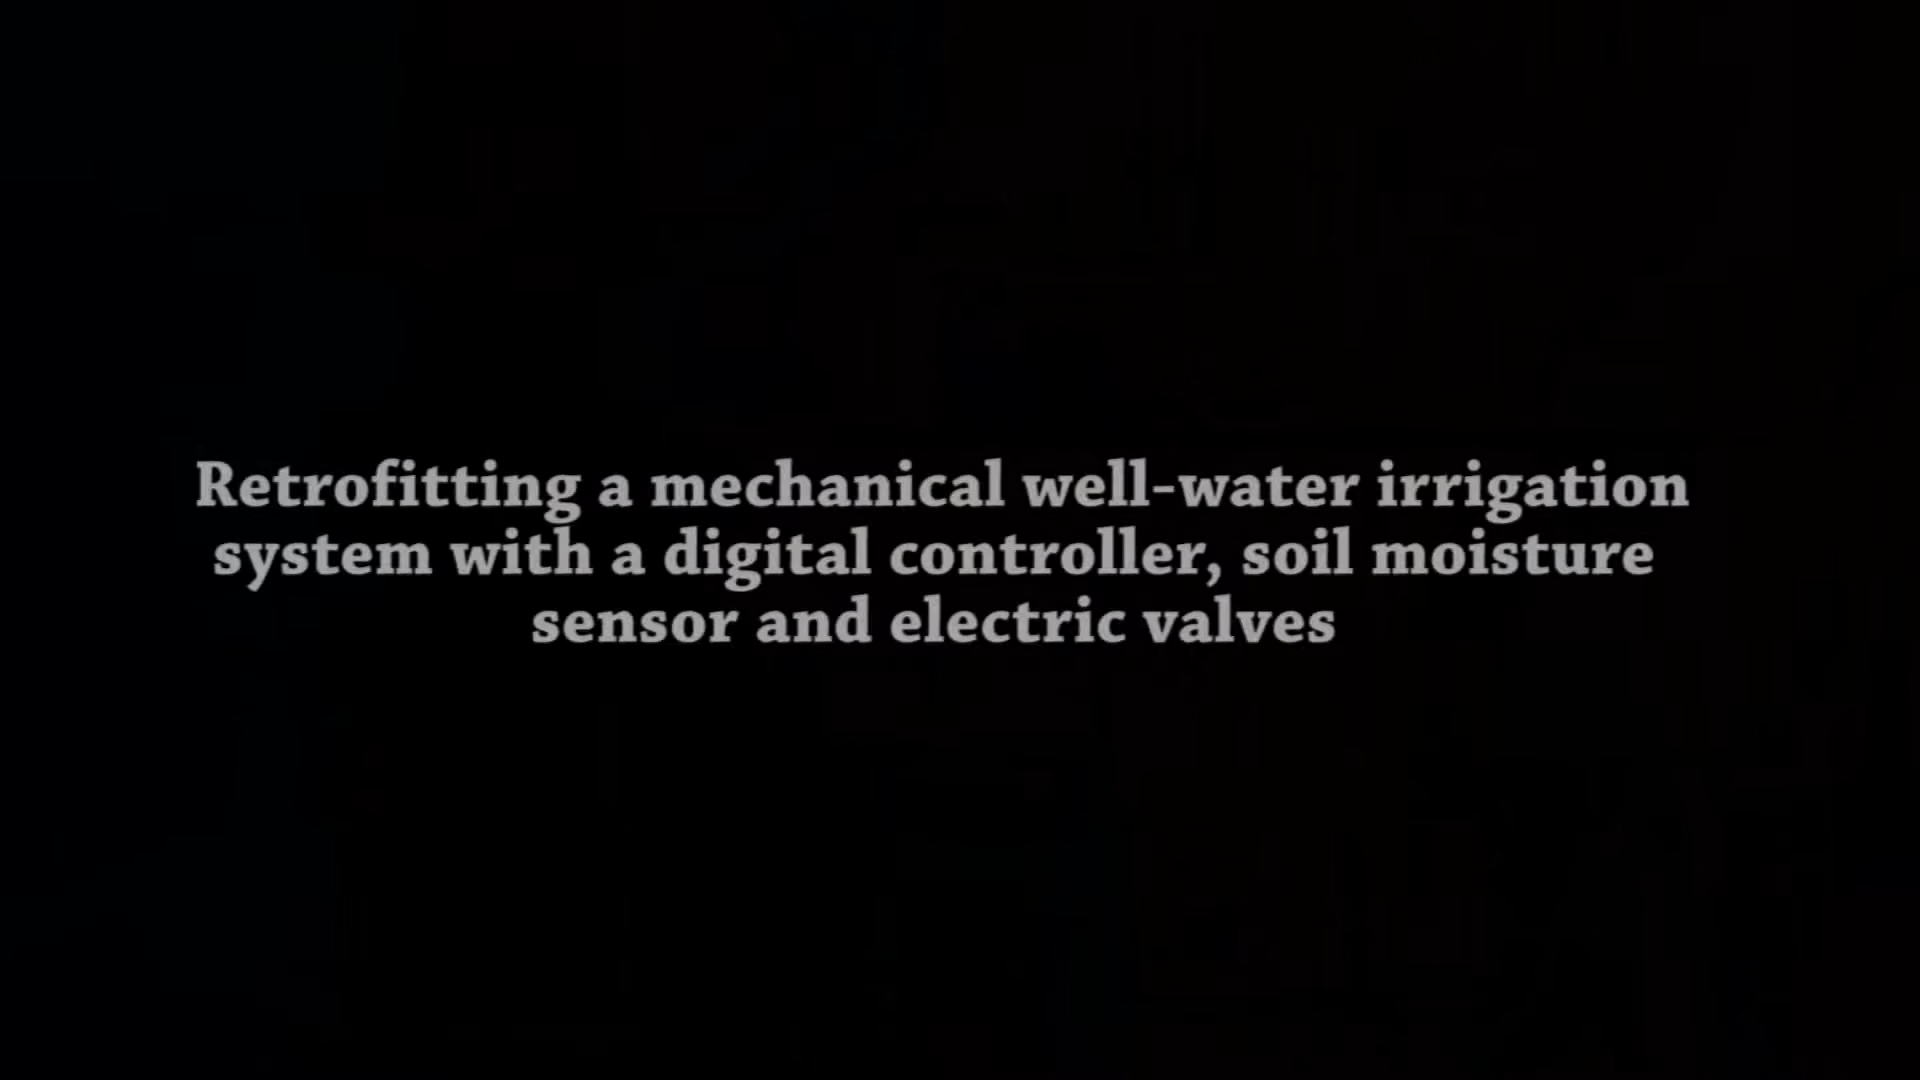 Retrofitting a mechanical well-water irrigation
system with a digital controller, soil moisture
sensor and electric valves